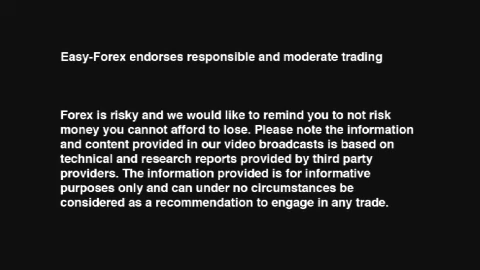 Easy-Forex endorses responsible and moderate trading
Forex is risky and we would like to remind you to not risk
money you cannot afford to lose. Please note the information
and content provided in our video broadcasts is based on
technical and research reports provided by third party
providers. The information provided is for informative
purposes only and can under no circumstances be
considered as a recommendation to engage in any trade.